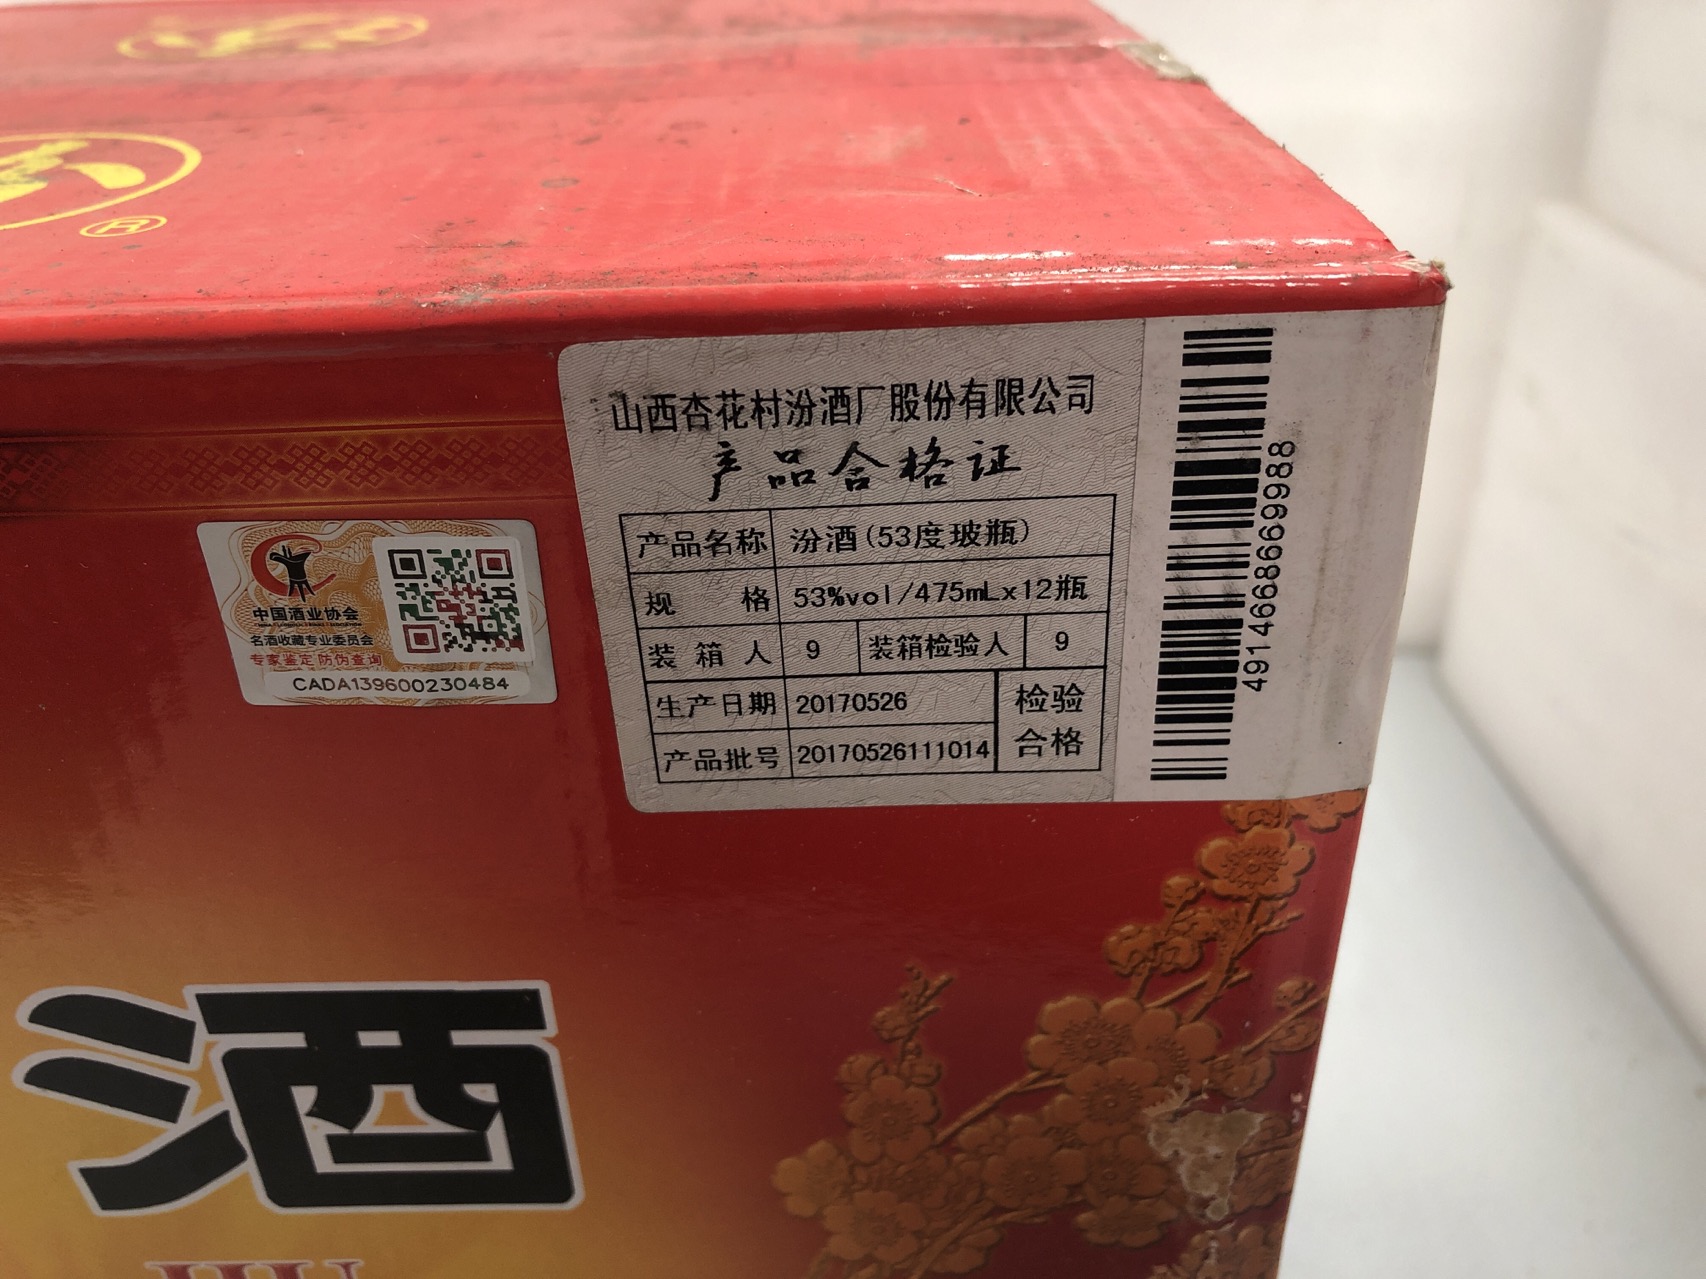 ®
山西杏花村汾酒厂股份有限公司
产品合格证
产品名称 汾酒(53度玻瓶)
规 格 53%vol/475mLx12瓶
装箱人 9 装箱检验人 9
生产日期 20170526
产品批号 20170526111014
检验
合格
4914668669988
中国酒业协会
名酒收藏专业委员会
专家鉴定 防伪查询
CADA139600230484
酒